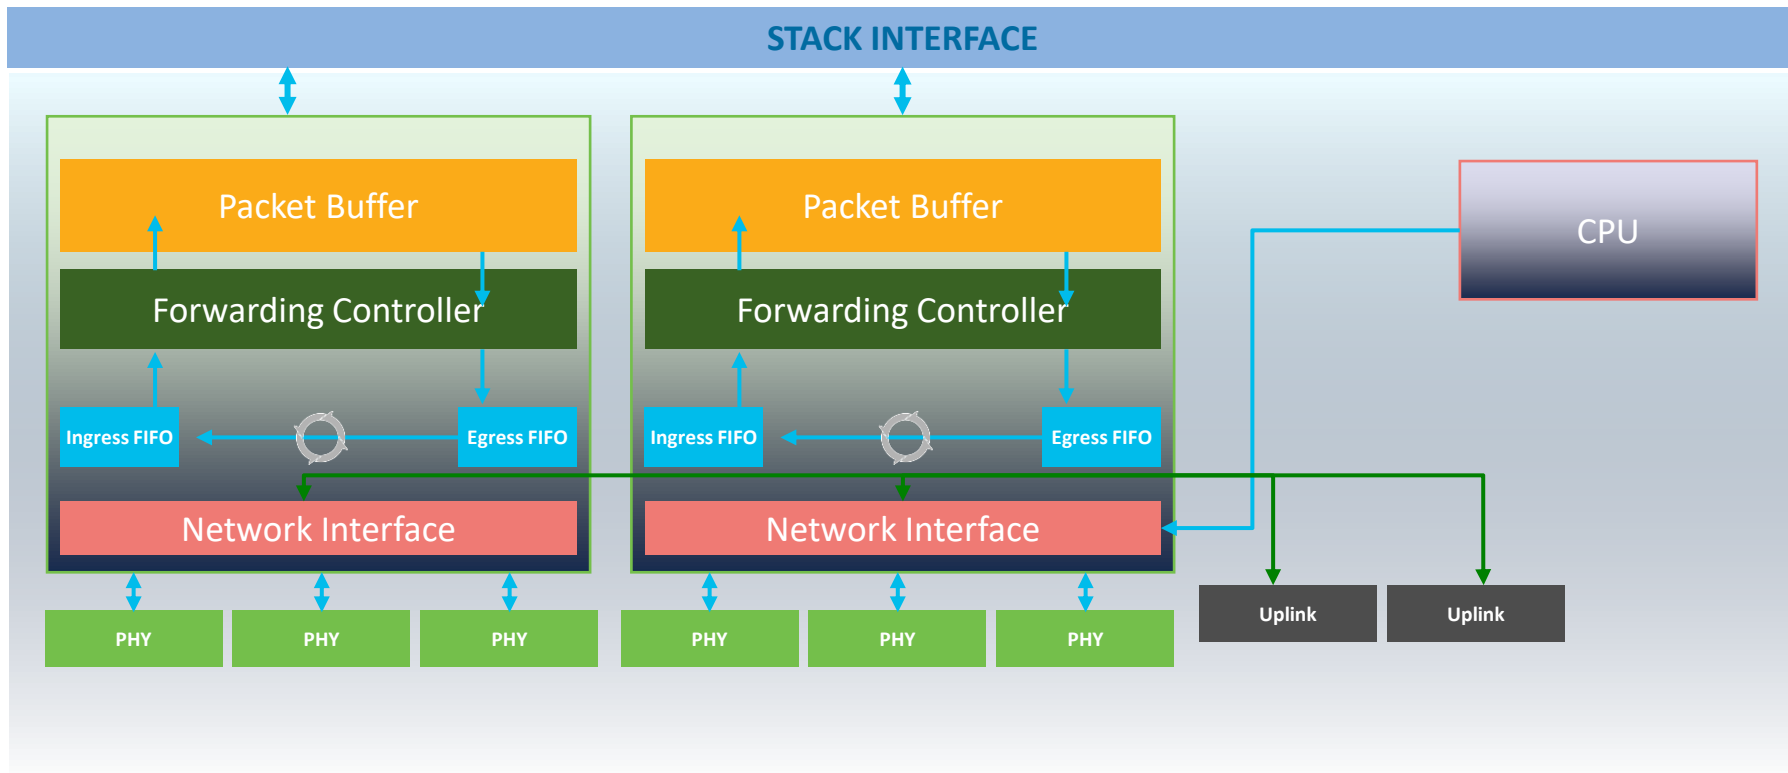 STACK INTERFACE
Packet Buffer
Packet Buffer
CPU
Forwarding Controller
Forwarding Controller
Ingress FIFO
Egress FIFO
Ingress FIFO
Egress FIFO
Network Interface
Network Interface
PHY
PHY
PHY
PHY
PHY
PHY
Uplink
Uplink